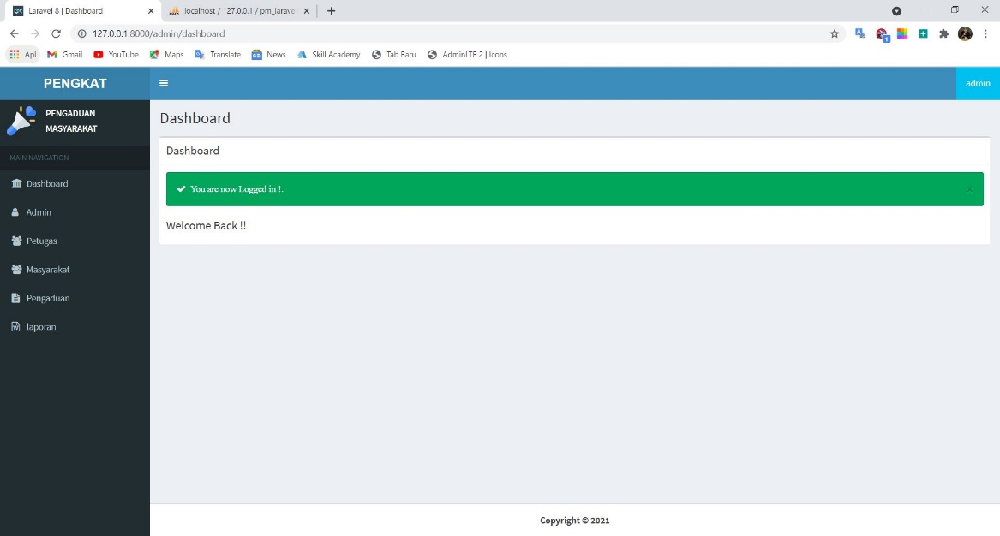 Laravel 8 | Dashboard
localhost / 127.0.0.1 / pm_laravel
127.0.0.1:8000/admin/dashboard
Apl Gmail YouTube Maps Translate News Skill Academy Tab Baru AdminLTE 2 | Icons
PENGKAT
admin
PENGADUAN
MASYARAKAT
Dashboard
MAIN NAVIGATION
Dashboard
You are now Logged in !.
×
Welcome Back !!
Dashboard
Admin
Petugas
Masyarakat
Pengaduan
laporan
Copyright © 2021